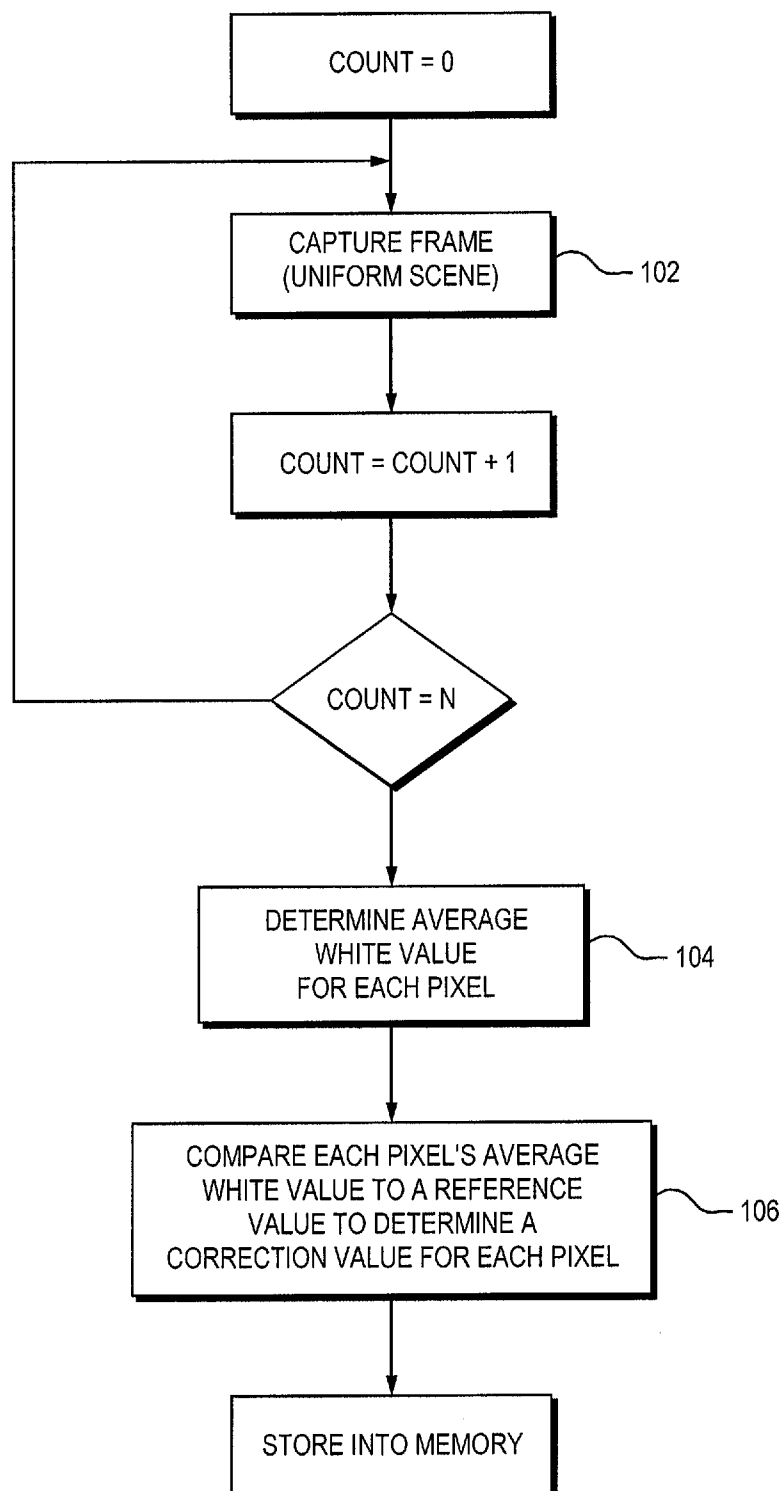 COUNT = 0
CAPTURE FRAME
(UNIFORM SCENE)
102
COUNT = COUNT + 1
COUNT = N
DETERMINE AVERAGE
WHITE VALUE
FOR EACH PIXEL
104
COMPARE EACH PIXEL'S AVERAGE
WHITE VALUE TO A REFERENCE
VALUE TO DETERMINE A
CORRECTION VALUE FOR EACH PIXEL
106
STORE INTO MEMORY